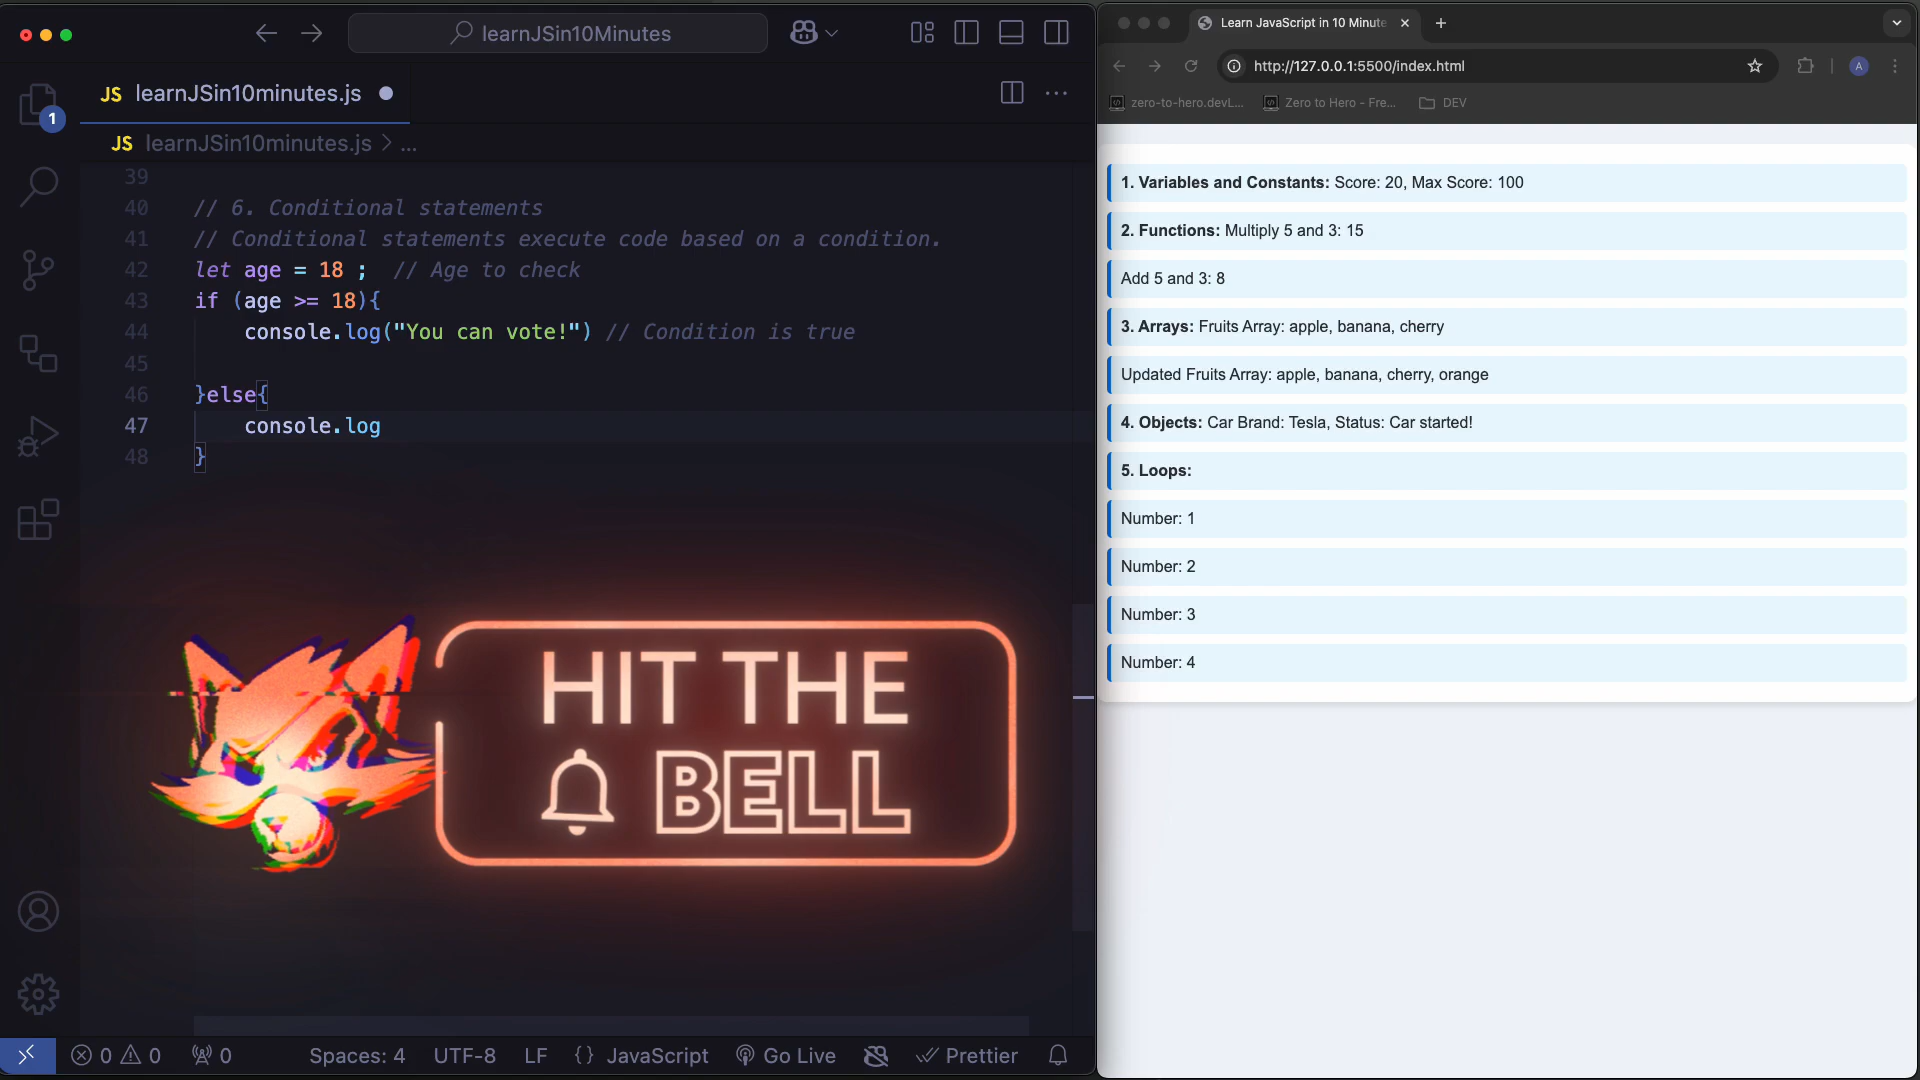 learnJSin10Minutes
1
JS learnJSin10minutes.js
JS learnJSin10minutes.js > ...
39
40 // 6. Conditional statements
41 // Conditional statements execute code based on a condition.
42 let age = 18 ;  // Age to check
43 if (age >= 18){
44     console.log("You can vote!") // Condition is true
45
46 }else{
47     console.log
48 }
HIT THE
BELL
0 0 0 Spaces: 4 UTF-8 LF {} JavaScript Go Live Prettier
Learn JavaScript in 10 Minute
http://127.0.0.1:5500/index.html
A
zero-to-hero.devL... Zero to Hero - Fre... DEV
1. Variables and Constants: Score: 20, Max Score: 100
2. Functions: Multiply 5 and 3: 15
Add 5 and 3: 8
3. Arrays: Fruits Array: apple, banana, cherry
Updated Fruits Array: apple, banana, cherry, orange
4. Objects: Car Brand: Tesla, Status: Car started!
5. Loops:
Number: 1
Number: 2
Number: 3
Number: 4